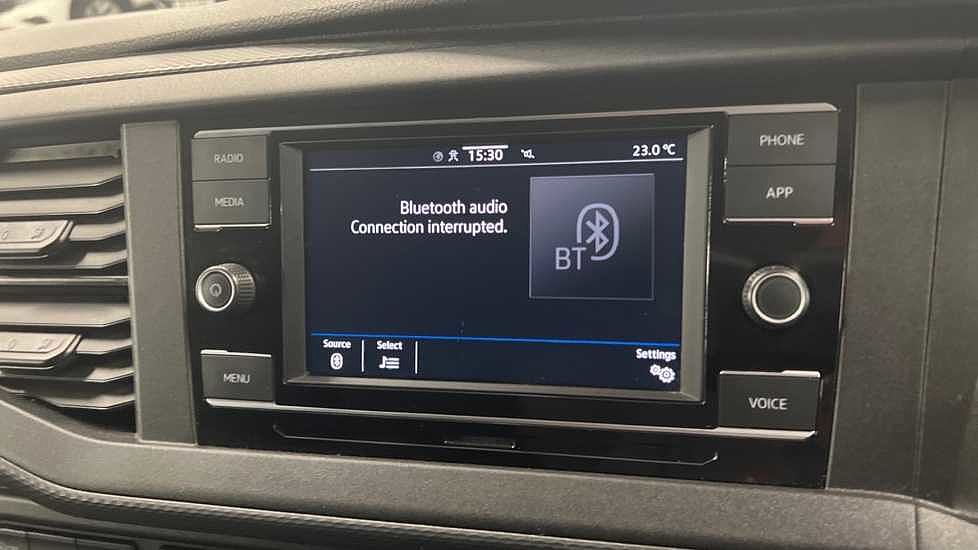 RADIO
MEDIA
MENU
15:30
23.0 °C
Bluetooth audio
Connection interrupted.
BT
Source
Select
Settings
PHONE
APP
VOICE